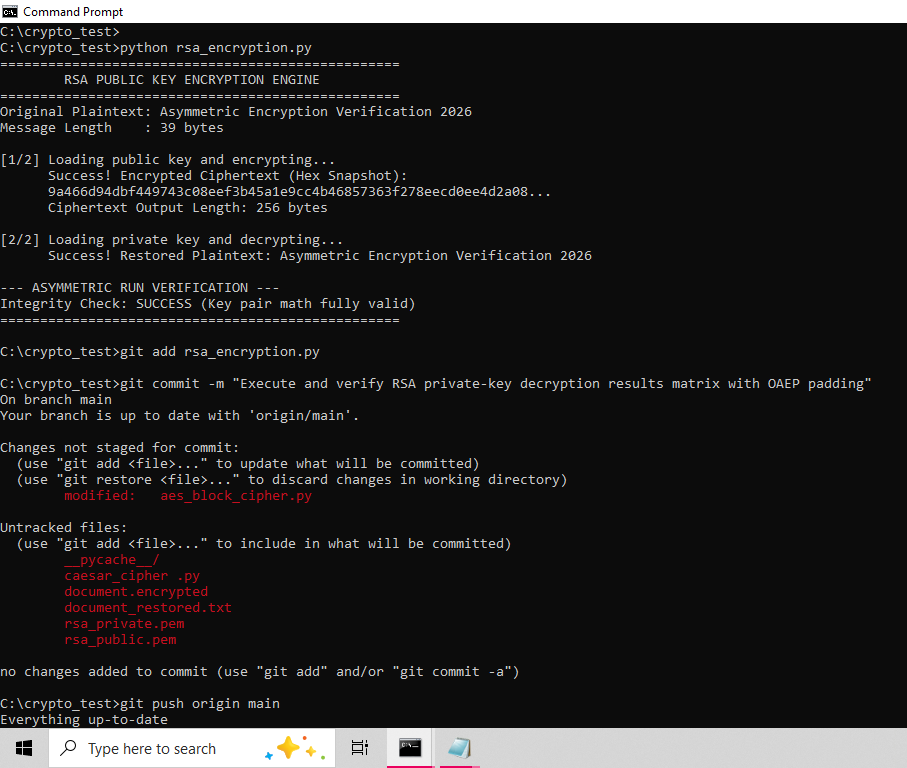 Command Prompt
C:\crypto_test>
C:\crypto_test>python rsa_encryption.py
==================================================
        RSA PUBLIC KEY ENCRYPTION ENGINE
==================================================
Original Plaintext: Asymmetric Encryption Verification 2026
Message Length    : 39 bytes
[1/2] Loading public key and encrypting...
      Success! Encrypted Ciphertext (Hex Snapshot):
      9a466d94dbf449743c08eef3b45a1e9cc4b46857363f278eecd0ee4d2a08...
      Ciphertext Output Length: 256 bytes
[2/2] Loading private key and decrypting...
      Success! Restored Plaintext: Asymmetric Encryption Verification 2026
--- ASYMMETRIC RUN VERIFICATION ---
Integrity Check: SUCCESS (Key pair math fully valid)
==================================================
C:\crypto_test>git add rsa_encryption.py
C:\crypto_test>git commit -m "Execute and verify RSA private-key decryption results matrix with OAEP padding"
On branch main
Your branch is up to date with 'origin/main'.
Changes not staged for commit:
  (use "git add <file>..." to update what will be committed)
  (use "git restore <file>..." to discard changes in working directory)
        modified:   aes_block_cipher.py
Untracked files:
  (use "git add <file>..." to include in what will be committed)
        __pycache__/
        caesar_cipher .py
        document.encrypted
        document_restored.txt
        rsa_private.pem
        rsa_public.pem
no changes added to commit (use "git add" and/or "git commit -a")
C:\crypto_test>git push origin main
Everything up-to-date
Type here to search